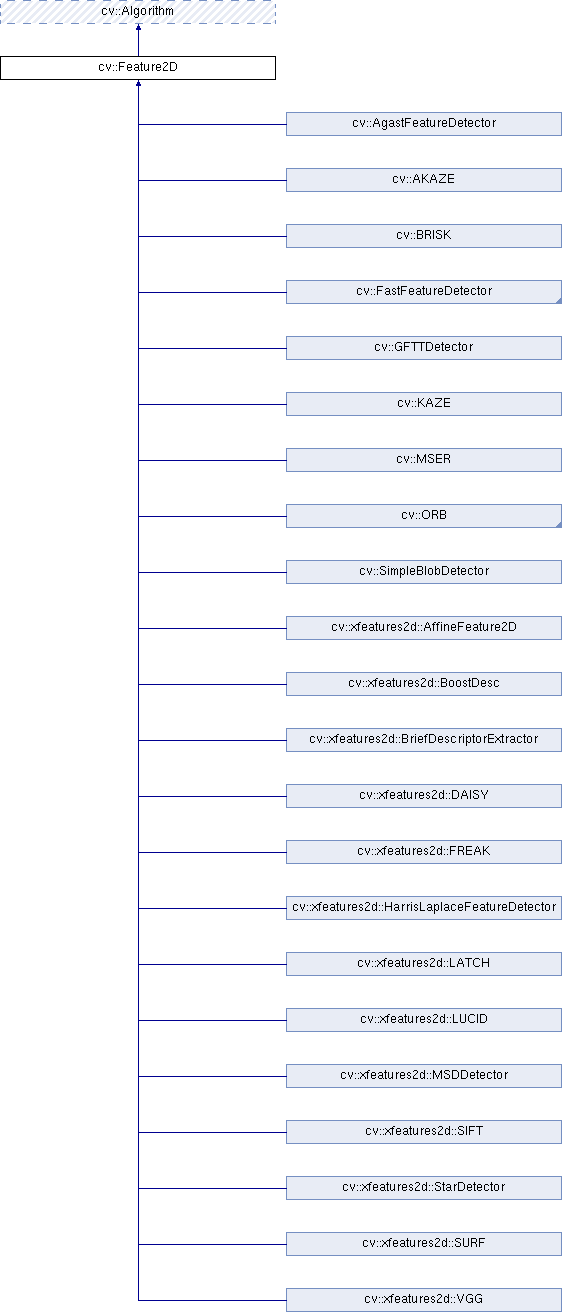 cv::Algorithm
cv::Feature2D
cv::AgastFeatureDetector
cv::AKAZE
cv::BRISK
cv::FastFeatureDetector
cv::GFTTDetector
cv::KAZE
cv::MSER
cv::ORB
cv::SimpleBlobDetector
cv::xfeatures2d::AffineFeature2D
cv::xfeatures2d::BoostDesc
cv::xfeatures2d::BriefDescriptorExtractor
cv::xfeatures2d::DAISY
cv::xfeatures2d::FREAK
cv::xfeatures2d::HarrisLaplaceFeatureDetector
cv::xfeatures2d::LATCH
cv::xfeatures2d::LUCID
cv::xfeatures2d::MSDDetector
cv::xfeatures2d::SIFT
cv::xfeatures2d::StarDetector
cv::xfeatures2d::SURF
cv::xfeatures2d::VGG